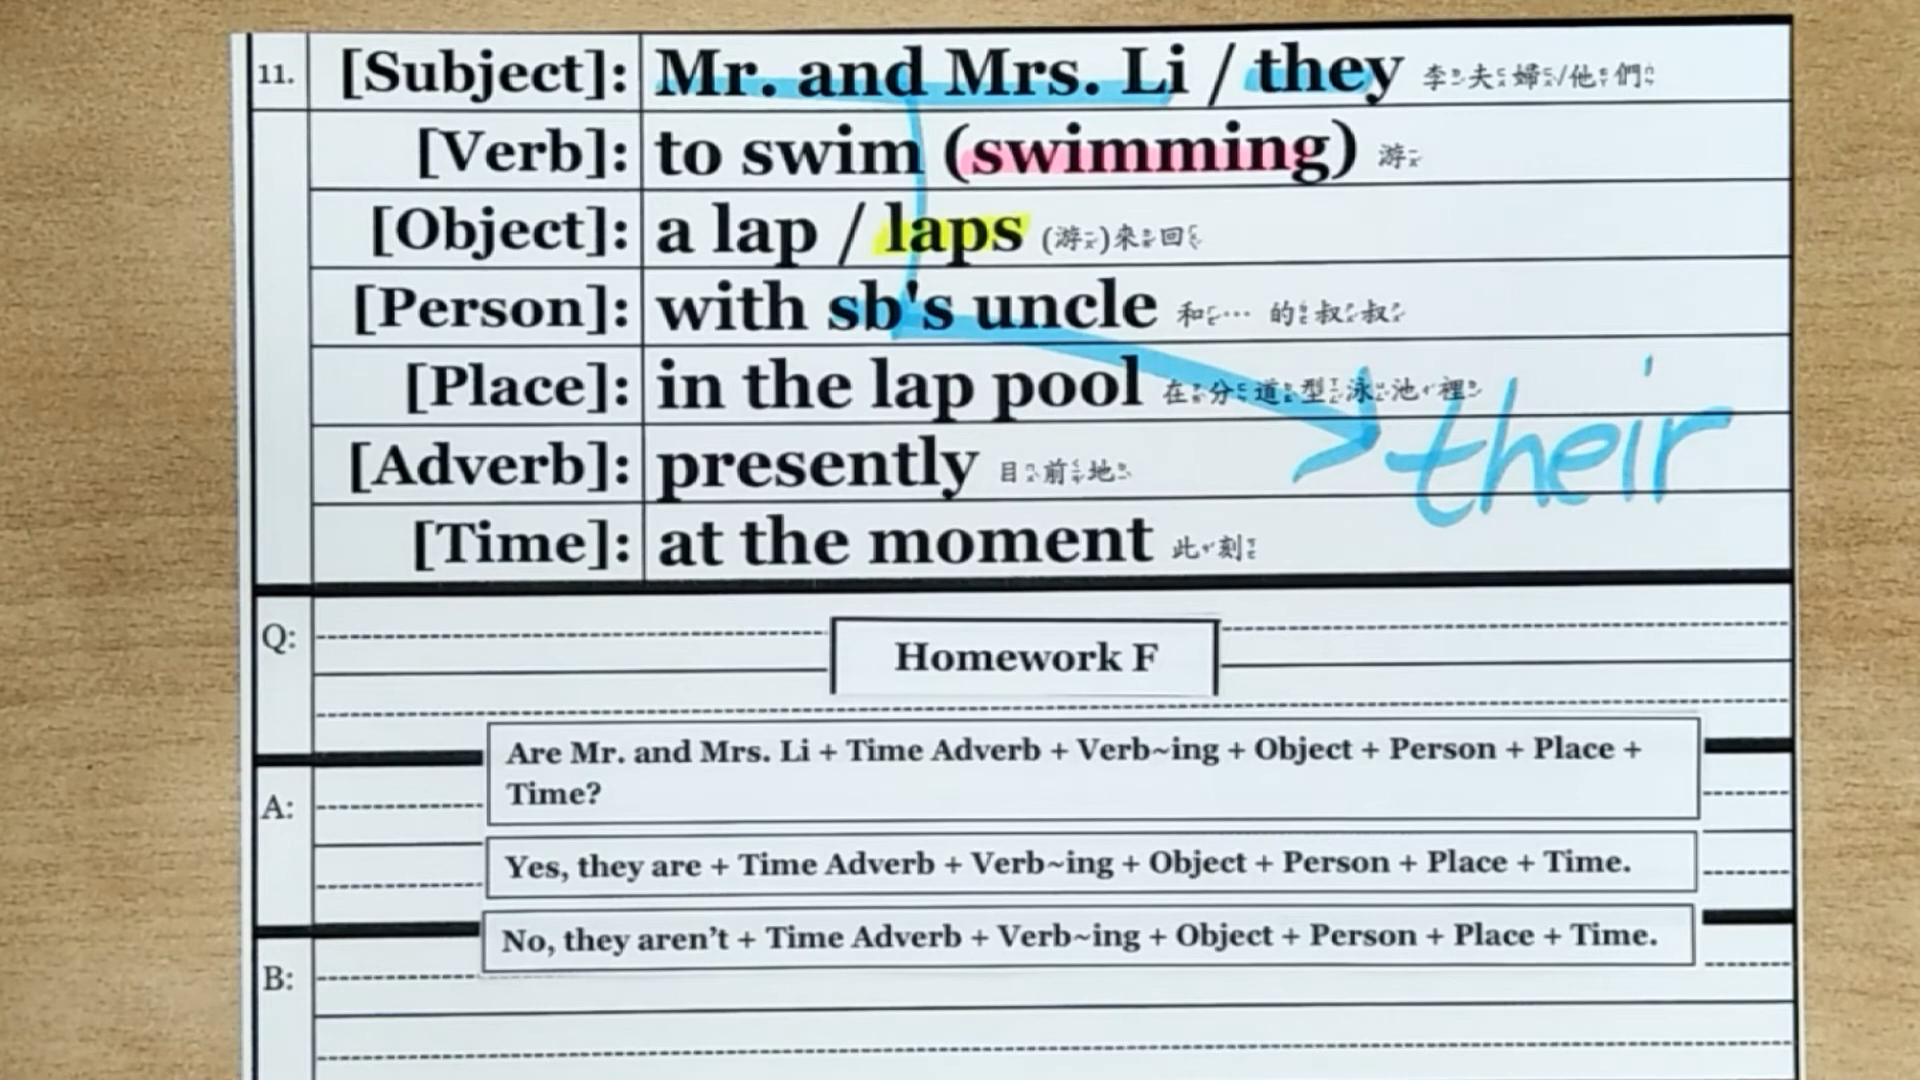 11. [Subject]: Mr. and Mrs. Li / they 李夫婦/他們
[Verb]: to swim (swimming) 游
[Object]: a lap / laps (游)來回
[Person]: with sb's uncle 和… 的叔叔
[Place]: in the lap pool 在分道型泳池裡
their
[Adverb]: presently 目前地
[Time]: at the moment 此刻
Q:
Homework F
Are Mr. and Mrs. Li + Time Adverb + Verb~ing + Object + Person + Place +
Time?
A:
Yes, they are + Time Adverb + Verb~ing + Object + Person + Place + Time.
No, they aren't + Time Adverb + Verb~ing + Object + Person + Place + Time.
B: